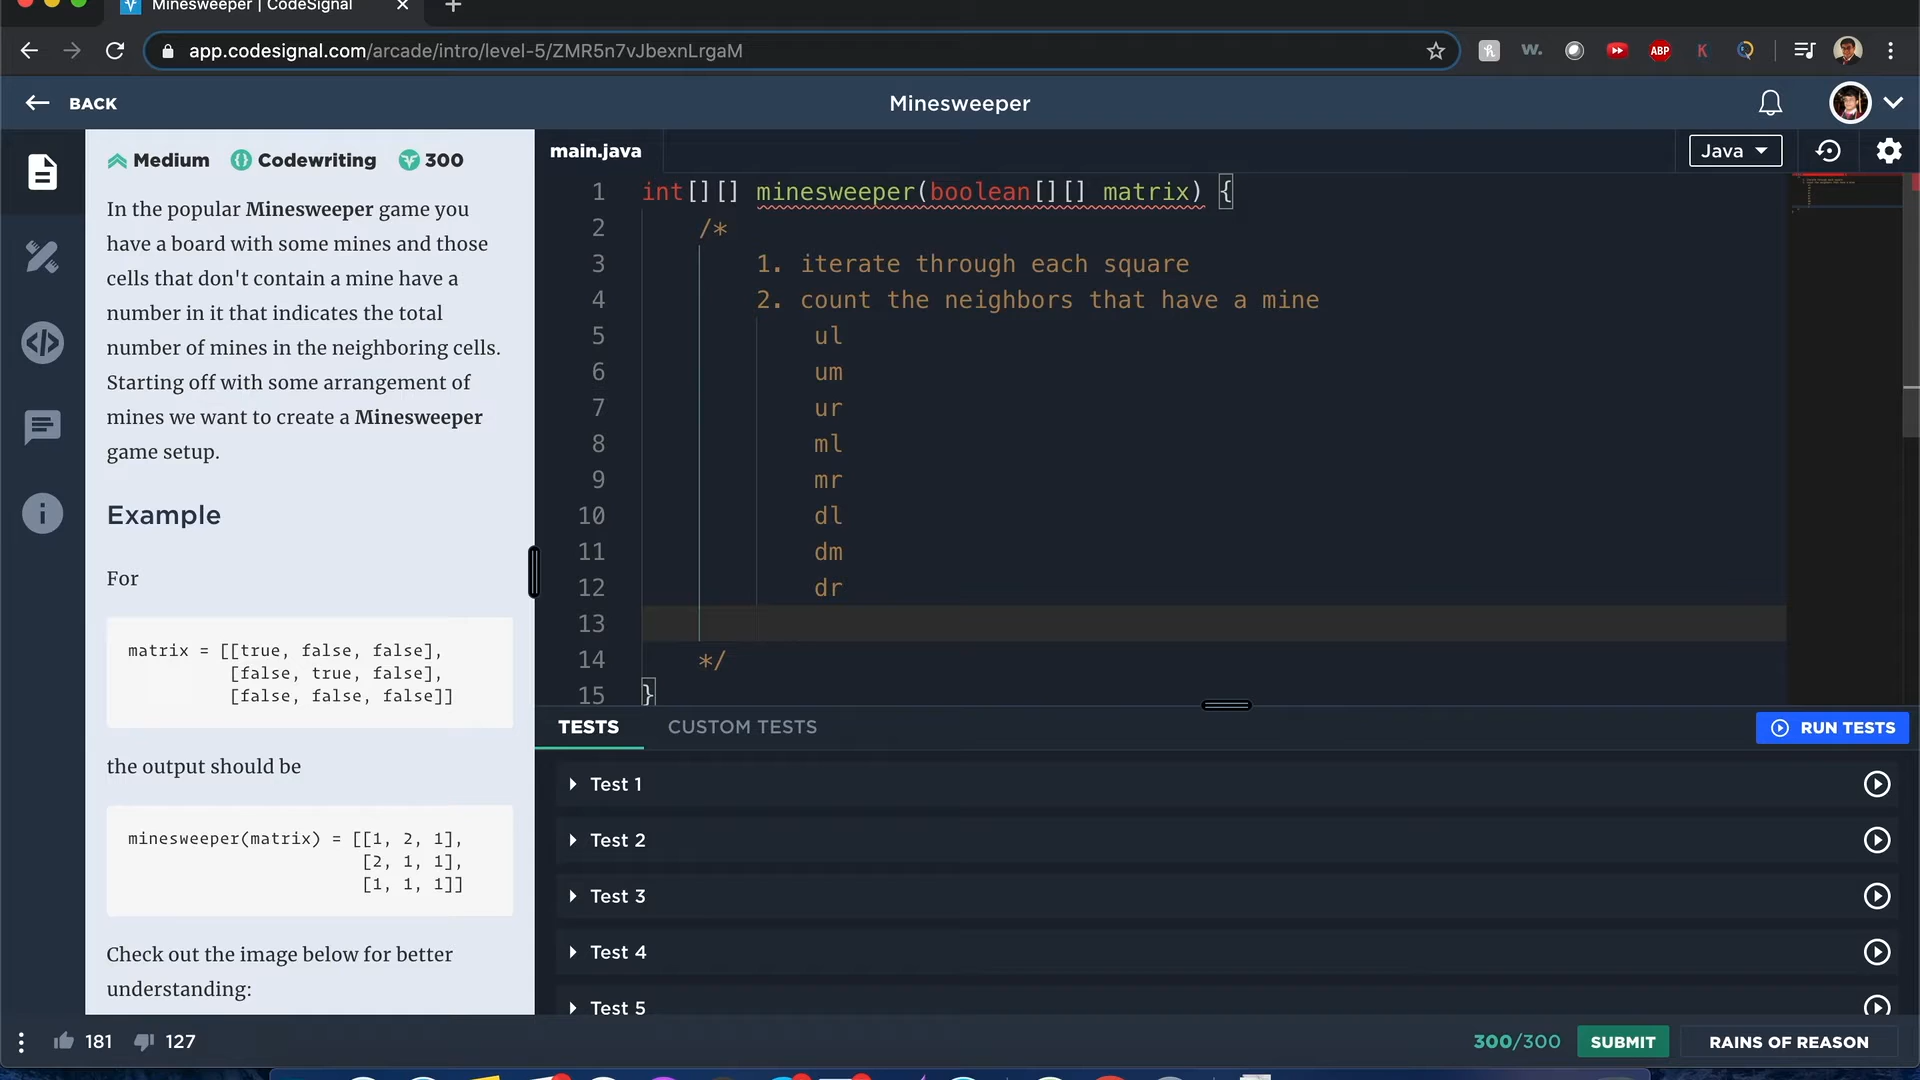 Minesweeper | CodeSignal
app.codesignal.com/arcade/intro/level-5/ZMR5n7vJbexnLrgaM
w.
ABP
K
BACK
Minesweeper
Medium
Codewriting
300
In the popular Minesweeper game you
have a board with some mines and those
cells that don't contain a mine have a
number in it that indicates the total
number of mines in the neighboring cells.
Starting off with some arrangement of
mines we want to create a Minesweeper
game setup.
Example
For
matrix = [[true, false, false],
[false, true, false],
[false, false, false]]
the output should be
minesweeper(matrix) = [[1, 2, 1],
[2, 1, 1],
[1, 1, 1]]
Check out the image below for better
understanding:
181
127
main.java
Java
1 int[][] minesweeper(boolean[][] matrix) {
2 /*
3 1. iterate through each square
4 2. count the neighbors that have a mine
5 ul
6 um
7 ur
8 ml
9 mr
10 dl
11 dm
12 dr
13
14 */
15 }
TESTS
CUSTOM TESTS
RUN TESTS
Test 1
Test 2
Test 3
Test 4
Test 5
300/300
SUBMIT
RAINS OF REASON